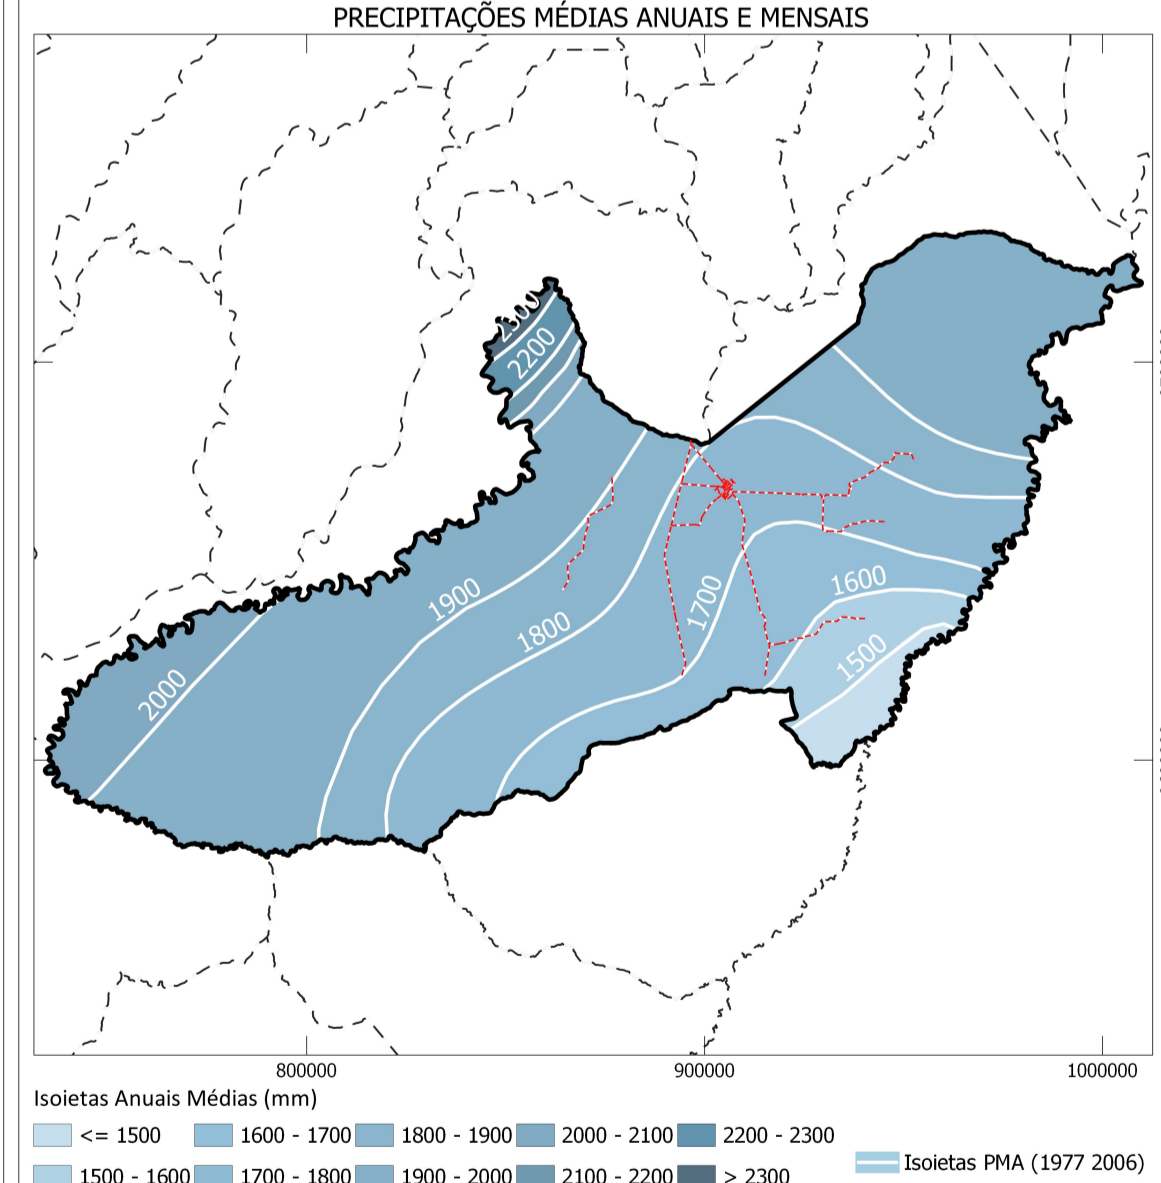 PRECIPITAÇÕES MÉDIAS ANUAIS E MENSAIS
2300
2200
1900
1800
1700
1600
1500
2000
800000 900000 1000000
Isoietas Anuais Médias (mm)
<= 1500 1600 - 1700 1800 - 1900 2000 - 2100 2200 - 2300
1500 - 1600 1700 - 1800 1900 - 2000 2100 - 2200 > 2300
Isoietas PMA (1977 2006)